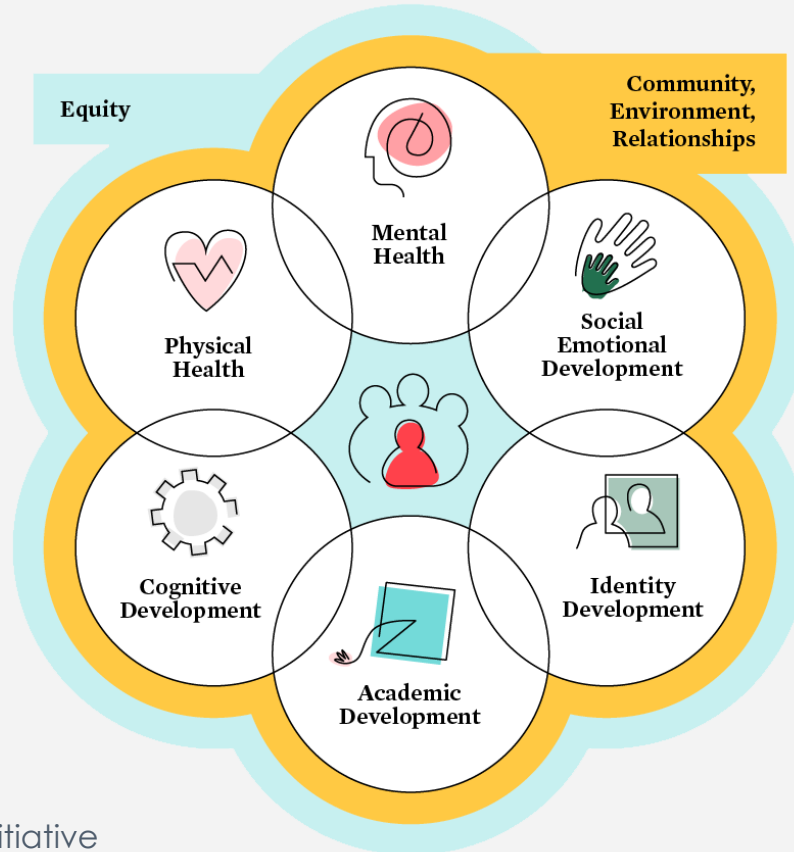 Equity
Community,
Environment,
Relationships
Mental
Health
Physical
Health
Social
Emotional
Development
Cognitive
Development
Identity
Development
Academic
Development
itiative